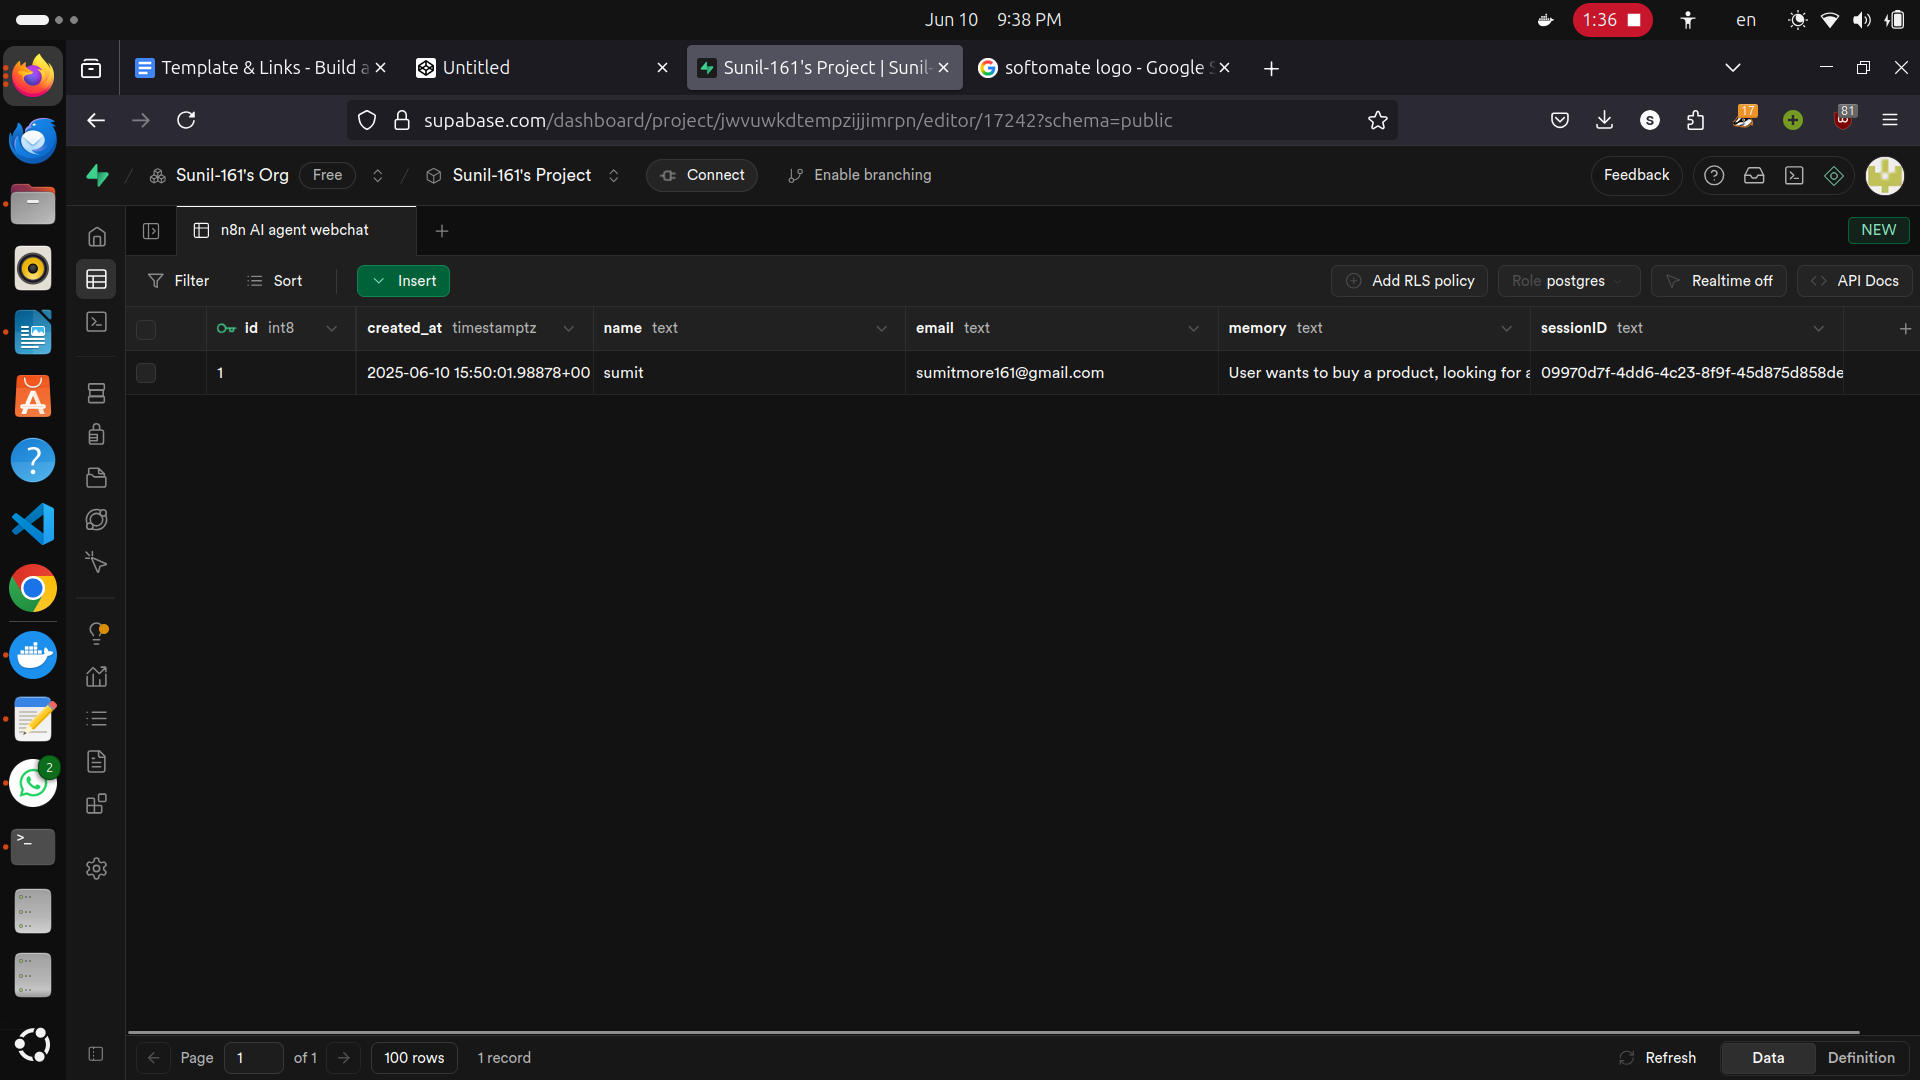 Jun 10 9:38 PM
1:36
en
Template & Links - Build a
Untitled
Sunil-161's Project | Sunil-
softomate logo - Google S
supabase.com/dashboard/project/jwvuwkdtempzijjimrpn/editor/17242?schema=public
S
17
81
Sunil-161's Org Free
Sunil-161's Project
Connect
Enable branching
Feedback
n8n AI agent webchat
NEW
Filter
Sort
Insert
Add RLS policy
Role postgres
Realtime off
API Docs
id int8
created_at timestamptz
name text
email text
memory text
sessionID text
1
2025-06-10 15:50:01.98878+00
sumit
sumitmore161@gmail.com
User wants to buy a product, looking for a
09970d7f-4dd6-4c23-8f9f-45d875d858de
2
Page 1 of 1
100 rows
1 record
Refresh
Data
Definition